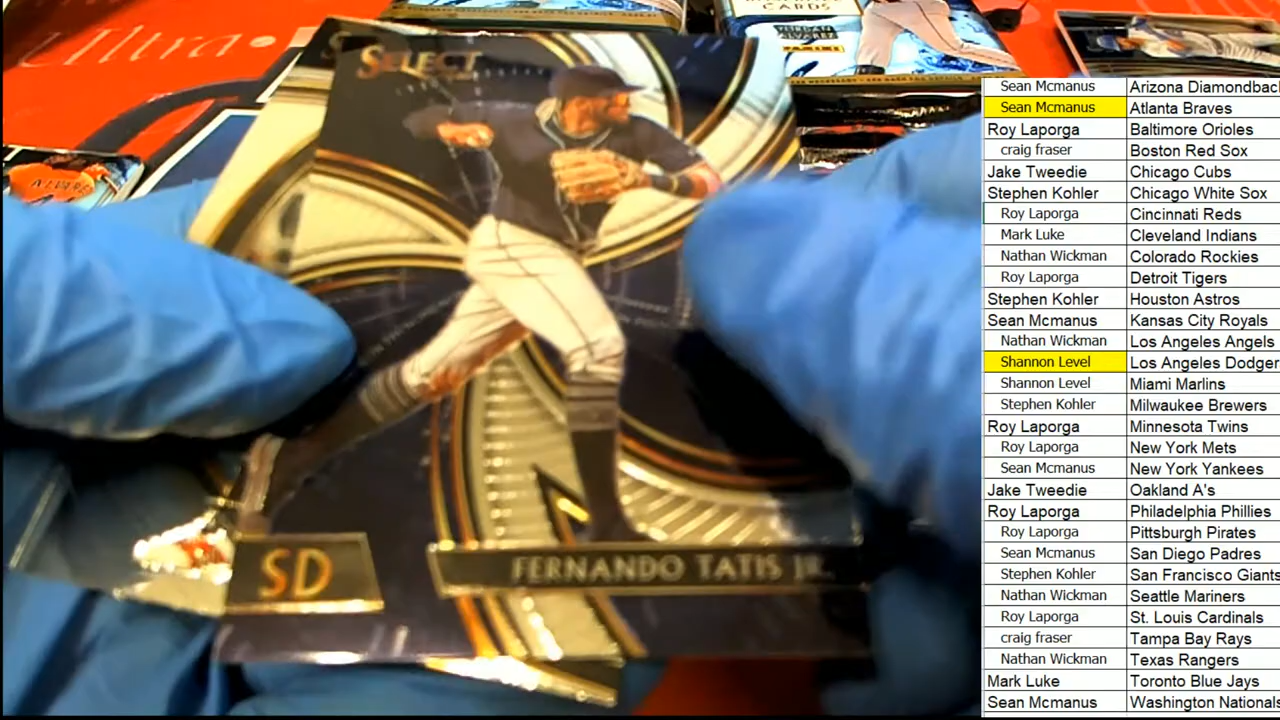 Ultra
YORDAN
ALVAREZ
PANINI
ALVAREZ
SELECT
SD
FERNANDO TATIS JR.
Sean Mcmanus Arizona Diamondbac
Sean Mcmanus Atlanta Braves
Roy Laporga Baltimore Orioles
craig fraser Boston Red Sox
Jake Tweedie Chicago Cubs
Stephen Kohler Chicago White Sox
Roy Laporga Cincinnati Reds
Mark Luke Cleveland Indians
Nathan Wickman Colorado Rockies
Roy Laporga Detroit Tigers
Stephen Kohler Houston Astros
Sean Mcmanus Kansas City Royals
Nathan Wickman Los Angeles Angels
Shannon Level Los Angeles Dodger
Shannon Level Miami Marlins
Stephen Kohler Milwaukee Brewers
Roy Laporga Minnesota Twins
Roy Laporga New York Mets
Sean Mcmanus New York Yankees
Jake Tweedie Oakland A's
Roy Laporga Philadelphia Phillies
Roy Laporga Pittsburgh Pirates
Sean Mcmanus San Diego Padres
Stephen Kohler San Francisco Giants
Nathan Wickman Seattle Mariners
Roy Laporga St. Louis Cardinals
craig fraser Tampa Bay Rays
Nathan Wickman Texas Rangers
Mark Luke Toronto Blue Jays
Sean Mcmanus Washington Nationals